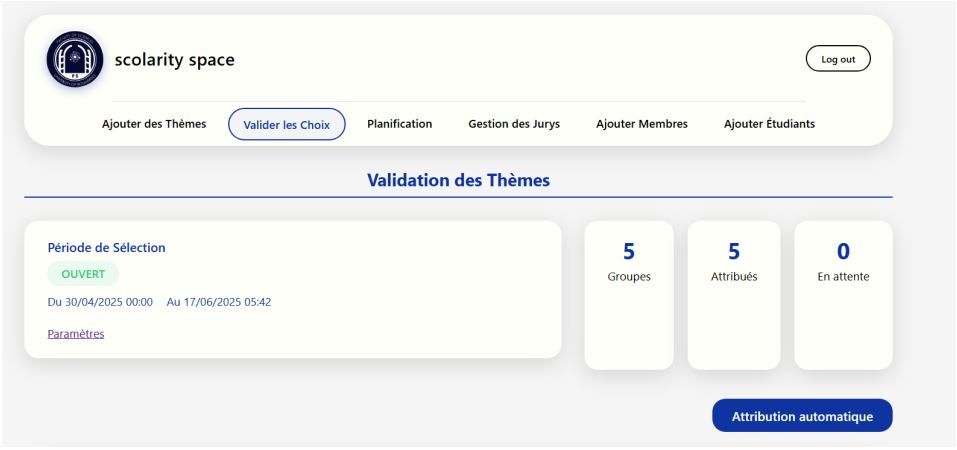 scolarity space
Log out
Ajouter des Thèmes Valider les Choix Planification Gestion des Jurys Ajouter Membres Ajouter Étudiants
Validation des Thèmes
Période de Sélection
OUVERT
Du 30/04/2025 00:00 Au 17/06/2025 05:42
Paramètres
5
Groupes
5
Attribués
0
En attente
Attribution automatique